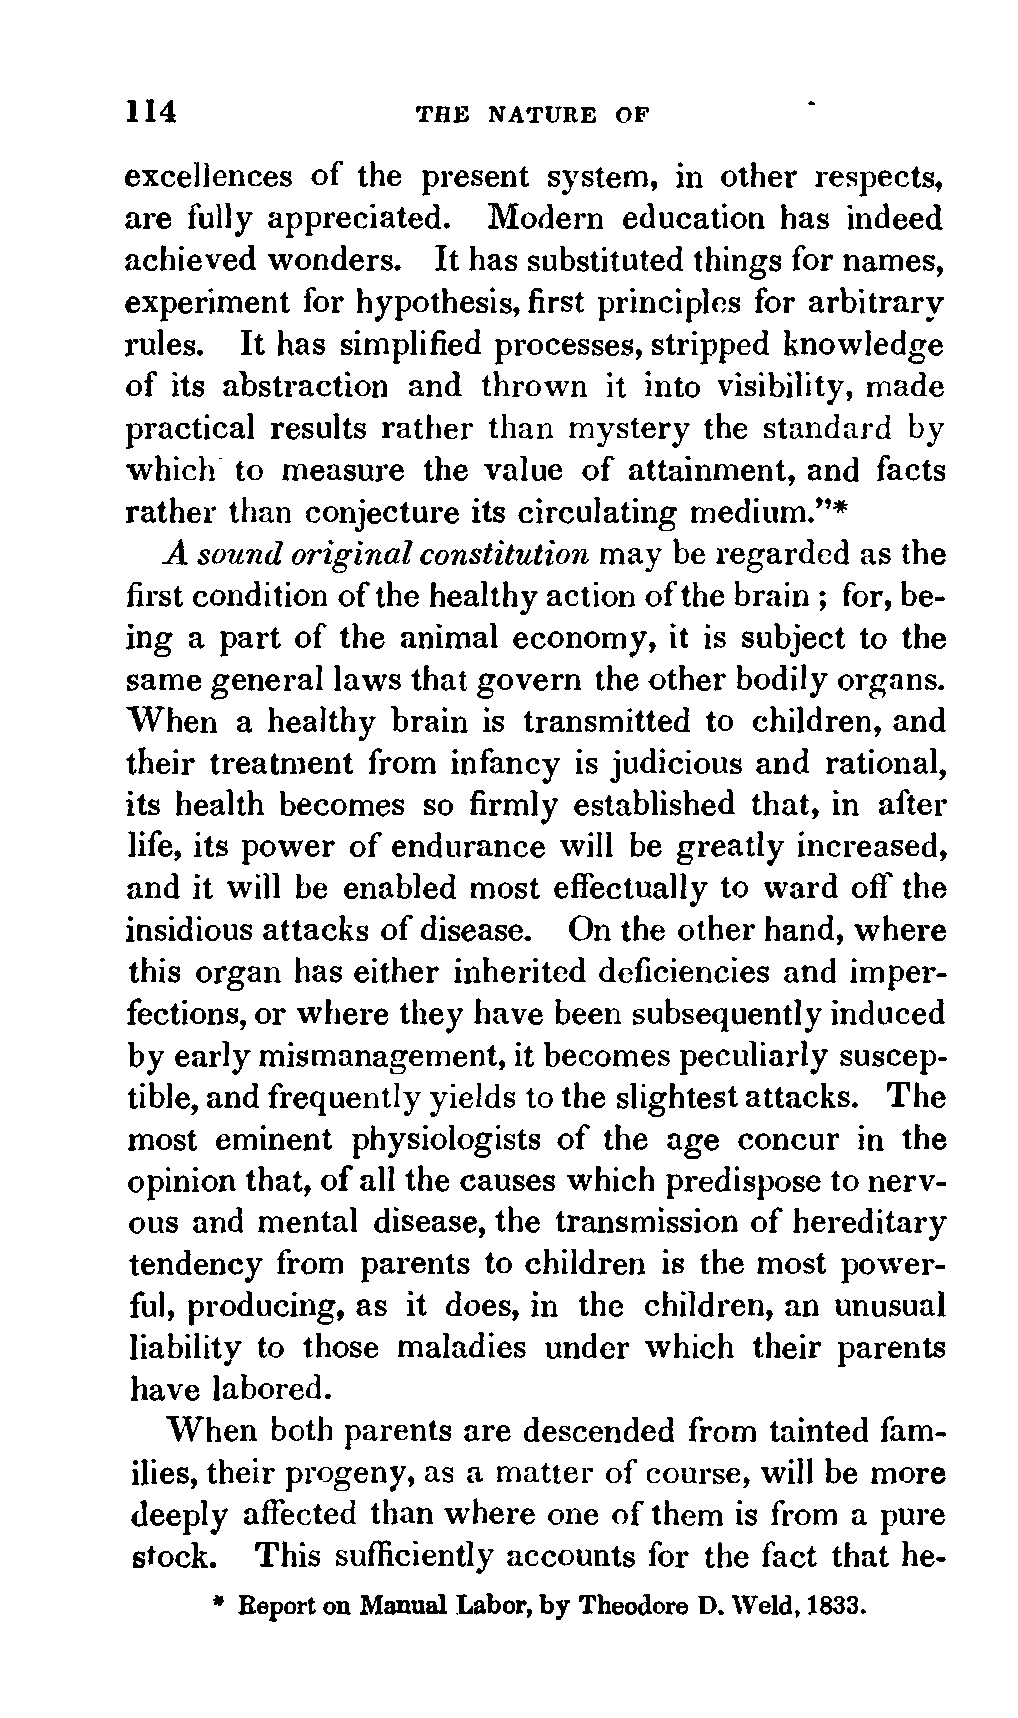 114 THE NATURE OF
excellences of the present system, in other respects,
are fully appreciated. Modern education has indeed
achieved wonders. It has substituted things for names,
experiment for hypothesis, first principles for arbitrary
rules. It has simplified processes, stripped knowledge
of its abstraction and thrown it into visibility, made
practical results rather than mystery the standard by
which to measure the value of attainment, and facts
rather than conjecture its circulating medium."*
A sound original constitution may be regarded as the
first condition of the healthy action of the brain ; for, be-
ing a part of the animal economy, it is subject to the
same general laws that govern the other bodily organs.
When a healthy brain is transmitted to children, and
their treatment from infancy is judicious and rational,
its health becomes so firmly established that, in after
life, its power of endurance will be greatly increased,
and it will be enabled most effectually to ward off the
insidious attacks of disease. On the other hand, where
this organ has either inherited deficiencies and imper-
fections, or where they have been subsequently induced
by early mismanagement, it becomes peculiarly suscep-
tible, and frequently yields to the slightest attacks. The
most eminent physiologists of the age concur in the
opinion that, of all the causes which predispose to nerv-
ous and mental disease, the transmission of hereditary
tendency from parents to children is the most power-
ful, producing, as it does, in the children, an unusual
liability to those maladies under which their parents
have labored.
When both parents are descended from tainted fam-
ilies, their progeny, as a matter of course, will be more
deeply affected than where one of them is from a pure
stock. This sufficiently accounts for the fact that he-
* Report on Manual Labor, by Theodore D. Weld, 1833.